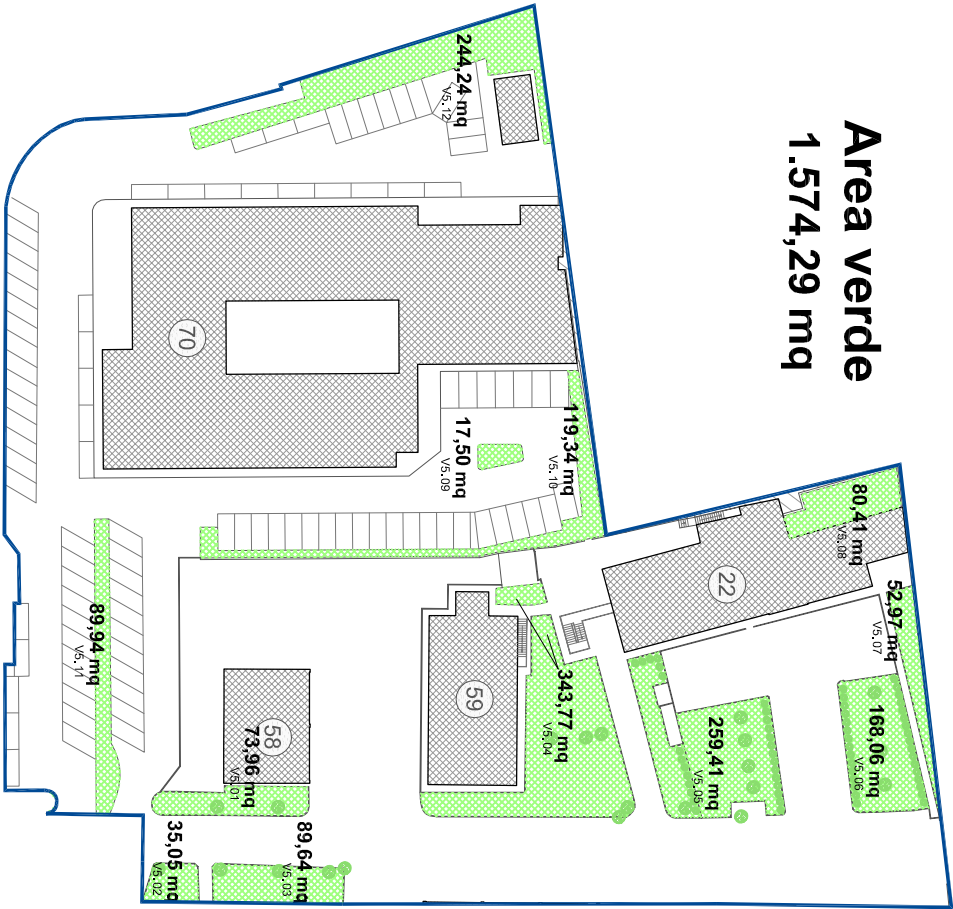 Area verde
1.574,29 mq
244,24 mq
V5.12
70
119,34 mq
V5.10
17,50 mq
V5.09
80,41 mq
V5.08
22
52,97 mq
V5.07
89,94 mq
V5.11
59
343,77 mq
V5.04
58
73,96 mq
V5.01
259,41 mq
V5.05
168,06 mq
V5.06
35,05 mq
V5.02
89,64 mq
V5.03